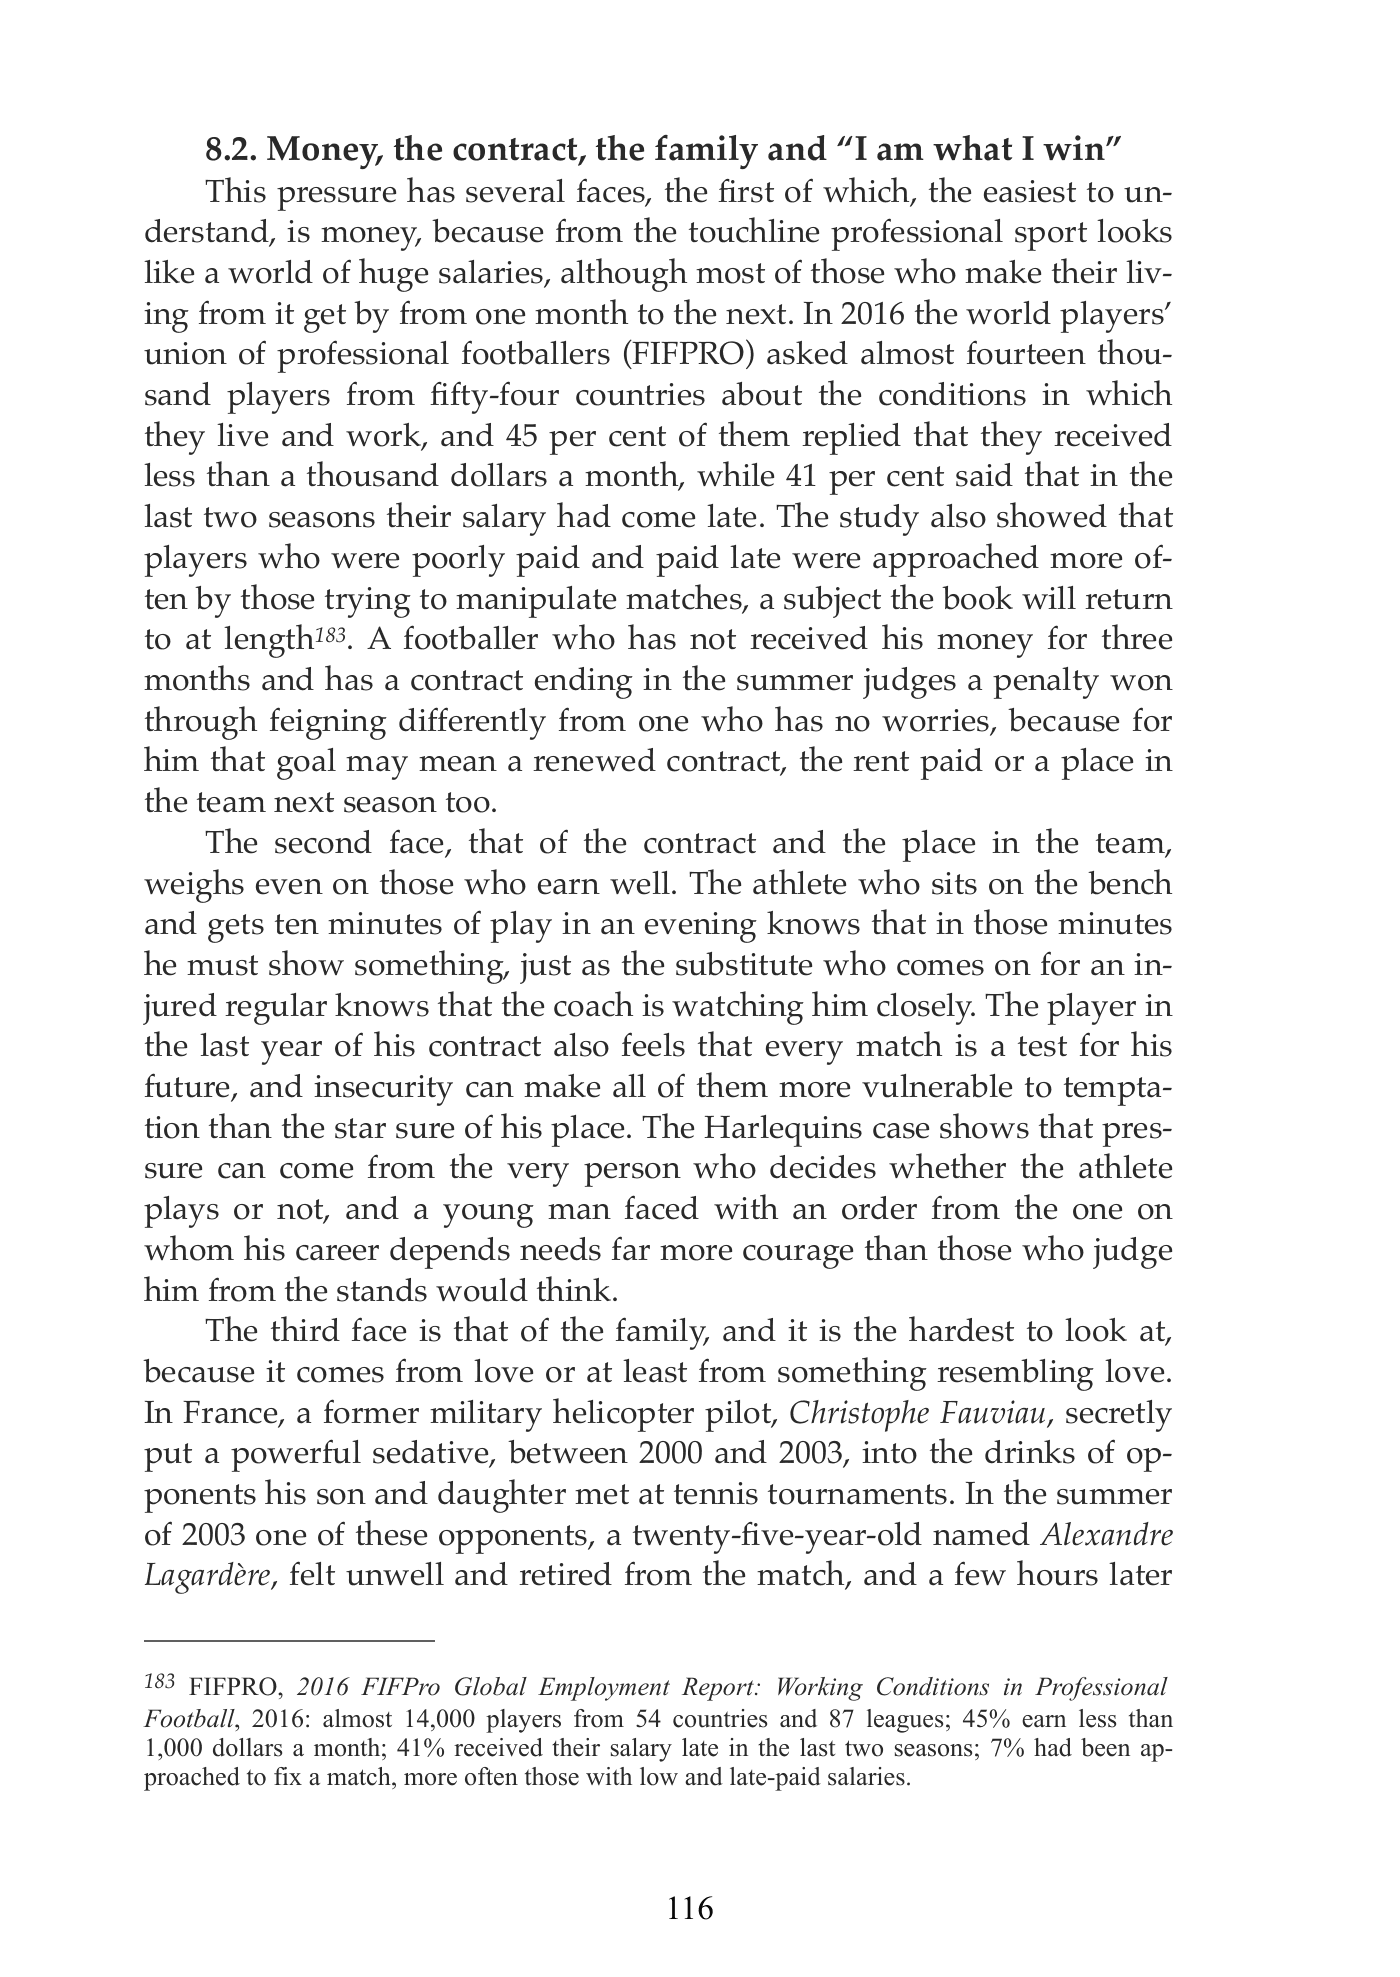 8.2. Money, the contract, the family and “I am what I win”
This pressure has several faces, the first of which, the easiest to un-
derstand, is money, because from the touchline professional sport looks
like a world of huge salaries, although most of those who make their liv-
ing from it get by from one month to the next. In 2016 the world players’
union of professional footballers (FIFPRO) asked almost fourteen thou-
sand players from fifty-four countries about the conditions in which
they live and work, and 45 per cent of them replied that they received
less than a thousand dollars a month, while 41 per cent said that in the
last two seasons their salary had come late. The study also showed that
players who were poorly paid and paid late were approached more of-
ten by those trying to manipulate matches, a subject the book will return
to at length183. A footballer who has not received his money for three
months and has a contract ending in the summer judges a penalty won
through feigning differently from one who has no worries, because for
him that goal may mean a renewed contract, the rent paid or a place in
the team next season too.
The second face, that of the contract and the place in the team,
weighs even on those who earn well. The athlete who sits on the bench
and gets ten minutes of play in an evening knows that in those minutes
he must show something, just as the substitute who comes on for an in-
jured regular knows that the coach is watching him closely. The player in
the last year of his contract also feels that every match is a test for his
future, and insecurity can make all of them more vulnerable to tempta-
tion than the star sure of his place. The Harlequins case shows that pres-
sure can come from the very person who decides whether the athlete
plays or not, and a young man faced with an order from the one on
whom his career depends needs far more courage than those who judge
him from the stands would think.
The third face is that of the family, and it is the hardest to look at,
because it comes from love or at least from something resembling love.
In France, a former military helicopter pilot, Christophe Fauviau, secretly
put a powerful sedative, between 2000 and 2003, into the drinks of op-
ponents his son and daughter met at tennis tournaments. In the summer
of 2003 one of these opponents, a twenty-five-year-old named Alexandre
Lagardère, felt unwell and retired from the match, and a few hours later
183 FIFPRO, 2016 FIFPro Global Employment Report: Working Conditions in Professional
Football, 2016: almost 14,000 players from 54 countries and 87 leagues; 45% earn less than
1,000 dollars a month; 41% received their salary late in the last two seasons; 7% had been ap-
proached to fix a match, more often those with low and late-paid salaries.
116